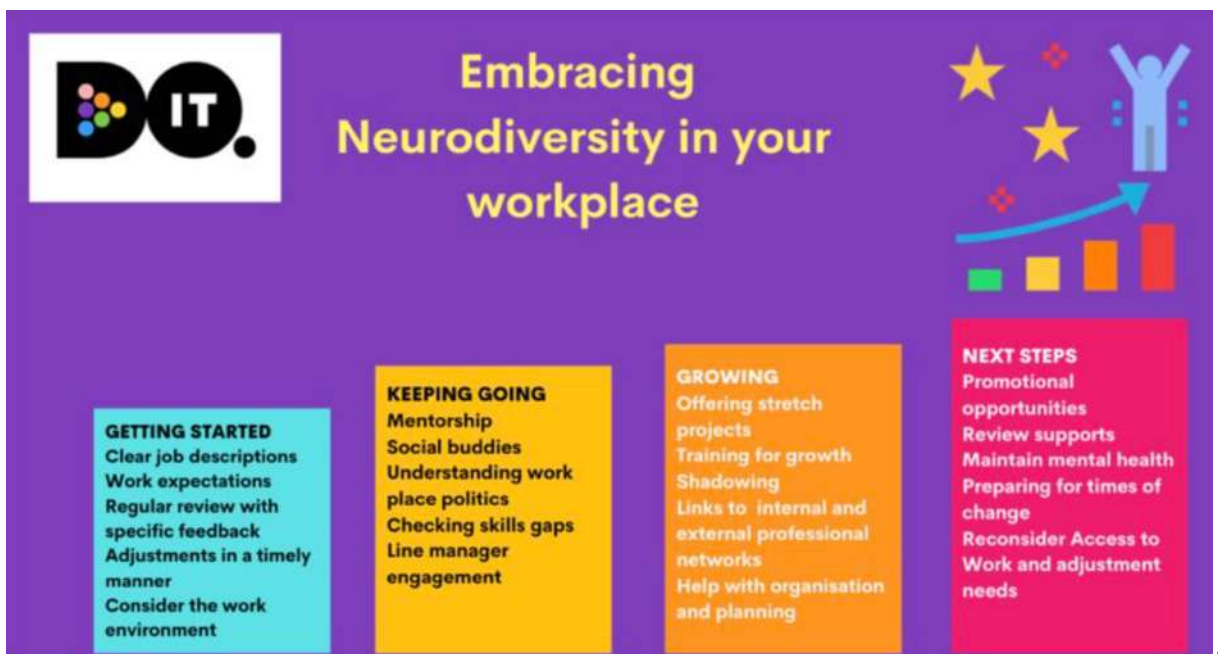 DO IT.
Embracing
Neurodiversity in your
workplace
GETTING STARTED
Clear job descriptions
Work expectations
Regular review with
specific feedback
Adjustments in a timely
manner
Consider the work
environment
KEEPING GOING
Mentorship
Social buddies
Understanding work
place politics
Checking skills gaps
Line manager
engagement
GROWING
Offering stretch
projects
Training for growth
Shadowing
Links to internal and
external professional
networks
Help with organisation
and planning
NEXT STEPS
Promotional
opportunities
Review supports
Maintain mental health
Preparing for times of
change
Reconsider Access to
Work and adjustment
needs